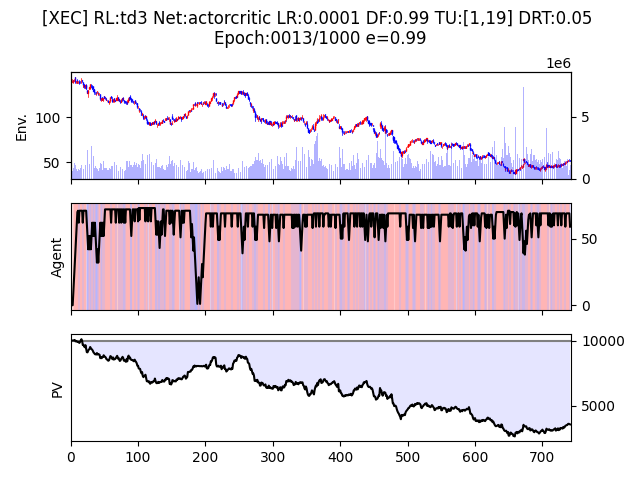 [XEC] RL:td3 Net:actorcritic LR:0.0001 DF:0.99 TU:[1,19] DRT:0.05
Epoch:0013/1000 e=0.99
1e6
Env.
100
50
5
0
Agent
50
0
PV
10000
5000
0 100 200 300 400 500 600 700